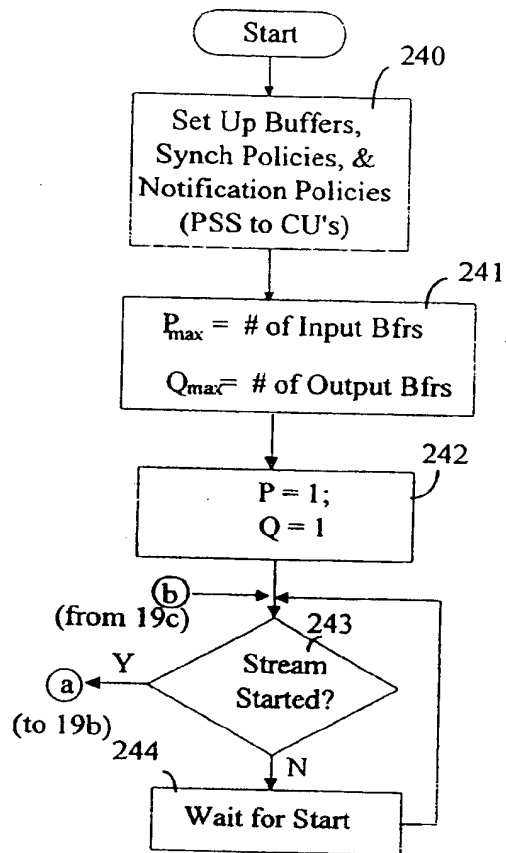 Start
240
Set Up Buffers,
Synch Policies, &
Notification Policies
(PSS to CU's)
241
Pmax = # of Input Bfrs
Qmax= # of Output Bfrs
242
P = 1;
Q = 1
b
(from 19c)
243
Y
Stream
Started?
a
(to 19b)
244
N
Wait for Start